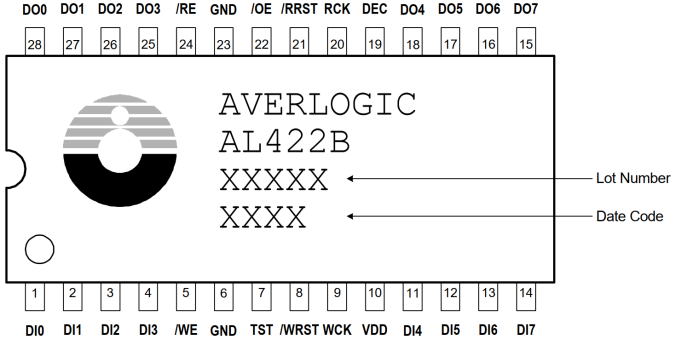 DO0 DO1 DO2 DO3 /RE GND /OE /RRST RCK DEC DO4 DO5 DO6 DO7
28 27 26 25 24 23 22 21 20 19 18 17 16 15
AVERLOGIC
AL422B
XXXXX
Lot Number
XXXX
Date Code
1 2 3 4 5 6 7 8 9 10 11 12 13 14
DI0 DI1 DI2 DI3 /WE GND TST /WRST WCK VDD DI4 DI5 DI6 DI7